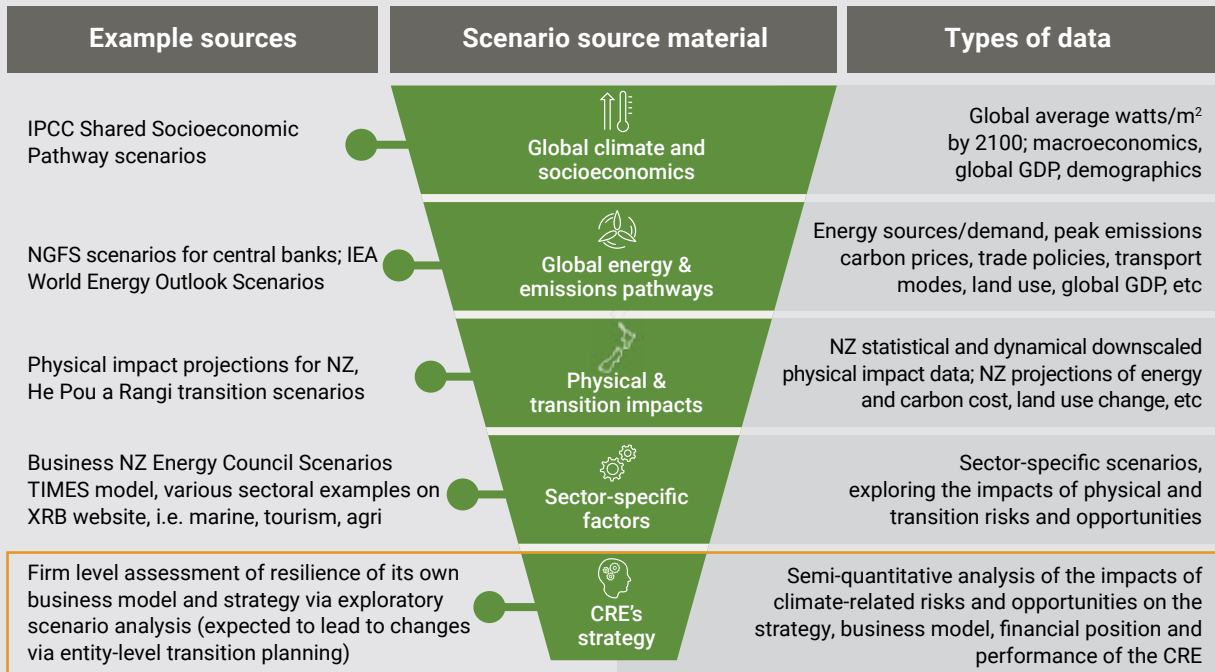 Example sources
Scenario source material
Types of data
IPCC Shared Socioeconomic
Pathway scenarios
Global climate and
socioeconomics
Global average watts/m²
by 2100; macroeconomics,
global GDP, demographics
NGFS scenarios for central banks; IEA
World Energy Outlook Scenarios
Global energy &
emissions pathways
Energy sources/demand, peak emissions
carbon prices, trade policies, transport
modes, land use, global GDP, etc
Physical impact projections for NZ,
He Pou a Rangi transition scenarios
Physical &
transition impacts
NZ statistical and dynamical downscaled
physical impact data; NZ projections of energy
and carbon cost, land use change, etc
Business NZ Energy Council Scenarios
TIMES model, various sectoral examples on
XRB website, i.e. marine, tourism, agri
Sector-specific
factors
Sector-specific scenarios,
exploring the impacts of physical and
transition risks and opportunities
Firm level assessment of resilience of its own
business model and strategy via exploratory
scenario analysis (expected to lead to changes
via entity-level transition planning)
CRE's
strategy
Semi-quantitative analysis of the impacts of
climate-related risks and opportunities on the
strategy, business model, financial position and
performance of the CRE